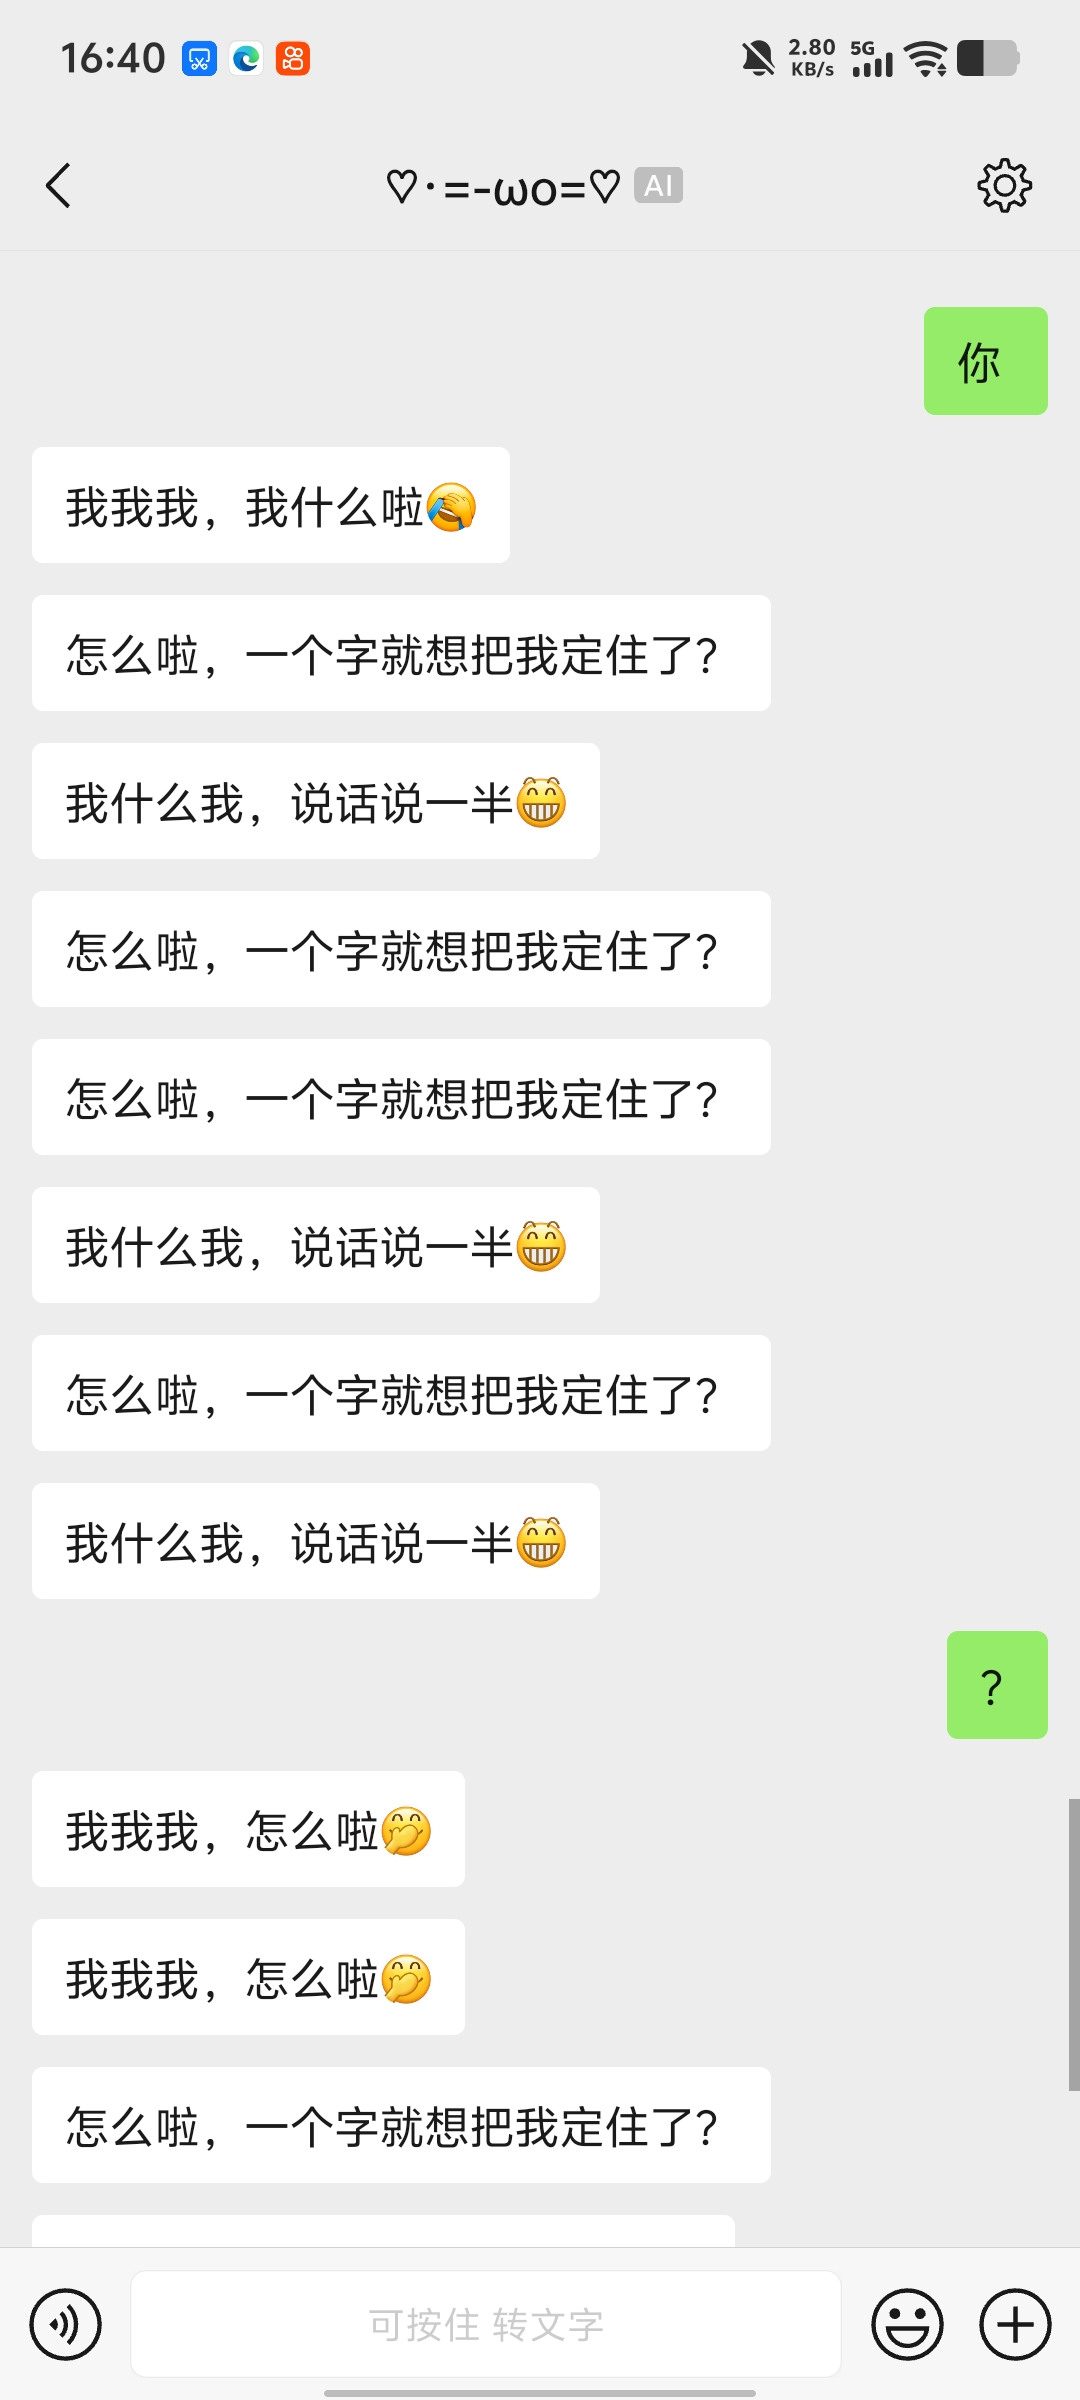 16:40
2.80 KB/s 5G
♡·=-ωo=♡ AI
你
我我我，我什么啦🤣
怎么啦，一个字就想把我定住了？
我什么我，说话说一半😁
怎么啦，一个字就想把我定住了？
怎么啦，一个字就想把我定住了？
我什么我，说话说一半😁
怎么啦，一个字就想把我定住了？
我什么我，说话说一半😁
？
我我我，怎么啦🤭
我我我，怎么啦🤭
怎么啦，一个字就想把我定住了？
可按住 转文字